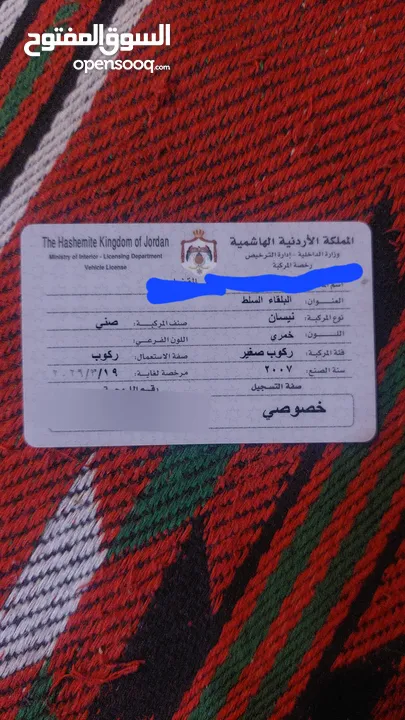 السوق المفتوح
opensooq.com
The Hashemite Kingdom of Jordan
Ministry of Interior - Licensing Department
Vehicle License
المملكة الأردنية الهاشمية
وزارة الداخلية - إدارة الترخيص
رخصة المركبة
العنوان: البلقاء السلط
نوع المركبة: نيسان صنف المركبة: صني
اللون: خمري اللون الفرعي:
فئة المركبة: ركوب صغير صفة الاستعمال: ركوب
سنة الصنع: ٢٠٠٧ مرخصة لغاية: ٢٠٢٦/٣/١٩
صفة التسجيل
خصوصي